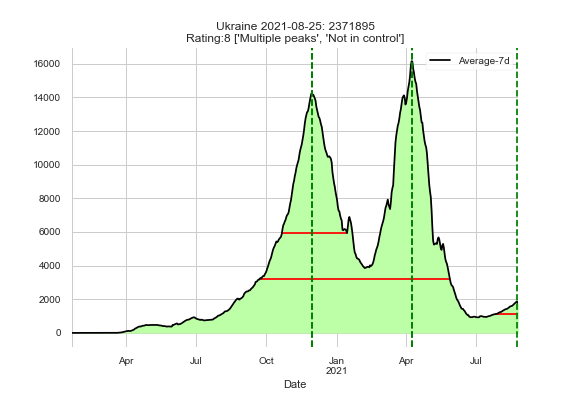 Ukraine 2021-08-25: 2371895
Rating:8 ['Multiple peaks', 'Not in control']
Average-7d
16000
14000
12000
10000
8000
6000
4000
2000
0
Apr Jul Oct Jan Apr Jul
2021
Date